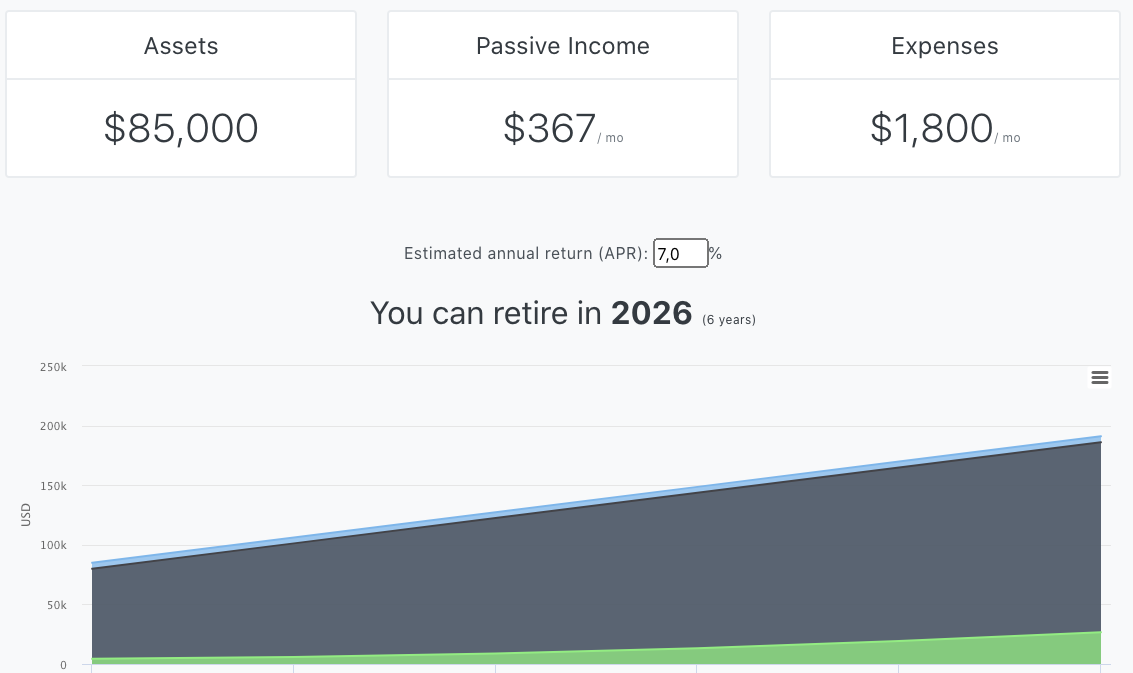 Assets
$85,000
Passive Income
$367/ mo
Expenses
$1,800/ mo
Estimated annual return (APR): 7,0%
You can retire in 2026 (6 years)
250k
200k
150k
100k
50k
0
USD